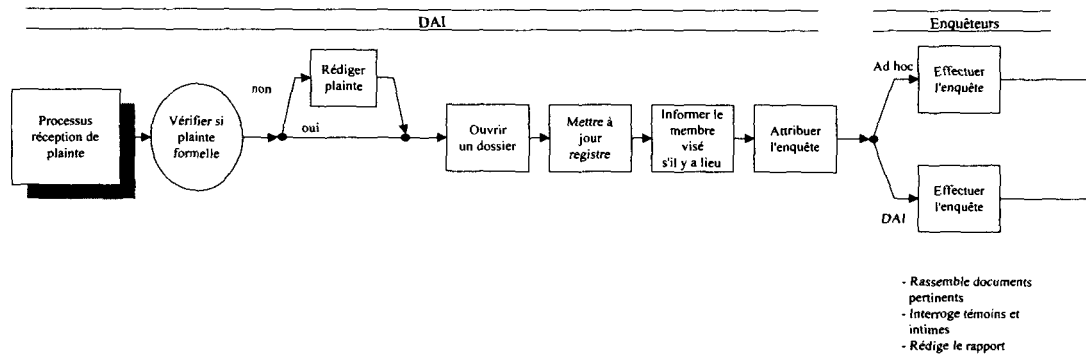 DAI
Enquêteurs
Processus
réception de
plainte
Vérifier si
plainte
formelle
non
oui
Rédiger
plainte
Ouvrir
un dossier
Mettre à
jour
registre
Informer le
membre
visé
s'il y a lieu
Attribuer
l'enquête
Ad hoc
Effectuer
l'enquête
DAI
Effectuer
l'enquête
- Rassemble documents
pertinents
- Interroge témoins et
intimes
- Rédige le rapport